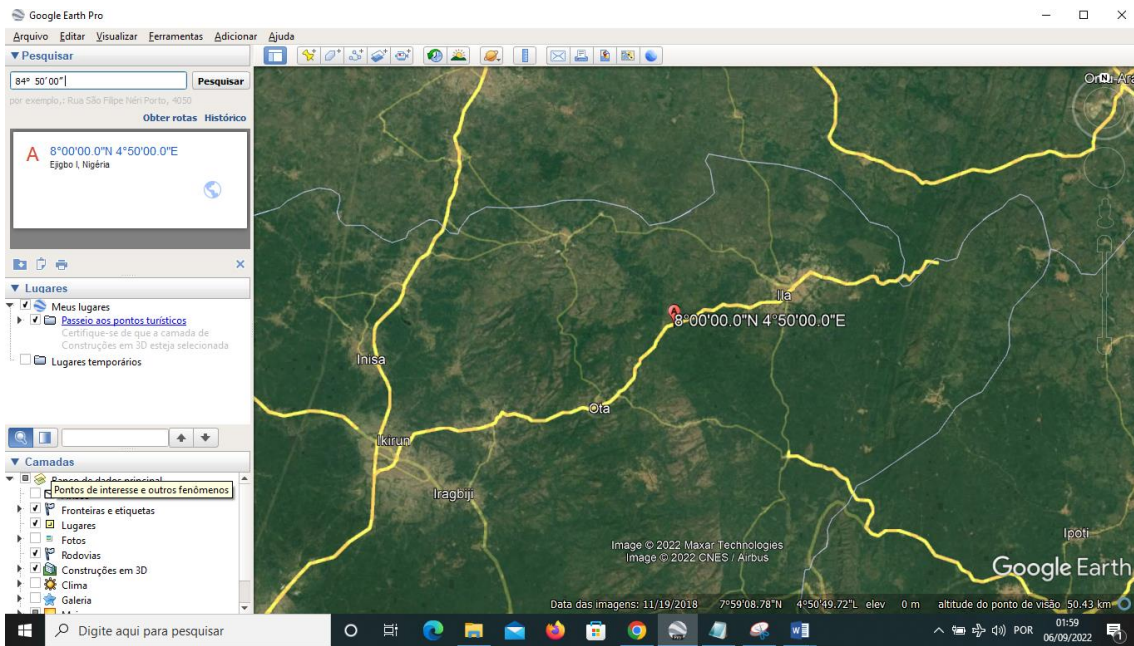 Google Earth Pro
Arquivo Editar Visualizar Ferramentas Adicionar Ajuda
Pesquisar
84º 50'00"
Pesquisar
por exemplo,: Rua São Filipe Néri Porto, 4050
Obter rotas Histórico
A 8°00'00.0"N 4°50'00.0"E
Ejigbo I, Nigéria
Lugares
Meus lugares
Passeio aos pontos turísticos
Certifique-se de que a camada de
Construções em 3D esteja selecionada
Lugares temporários
Camadas
Banco de dados principal
Pontos de interesse e outros fenômenos
Fronteiras e etiquetas
Lugares
Fotos
Rodovias
Construções em 3D
Clima
Galeria
N
Ila
A
8°00'00.0"N 4°50'00.0"E
Inisa
Ota
Ikirun
Iragbiji
Ipoti
Image © 2022 Maxar Technologies
Image © 2022 CNES / Airbus
Google Earth
Data das imagens: 11/19/2018 7°59'08.78"N 4°50'49.72"L elev 0 m altitude do ponto de visão 50.43 km
Digite aqui para pesquisar
POR
01:59
06/09/2022
1